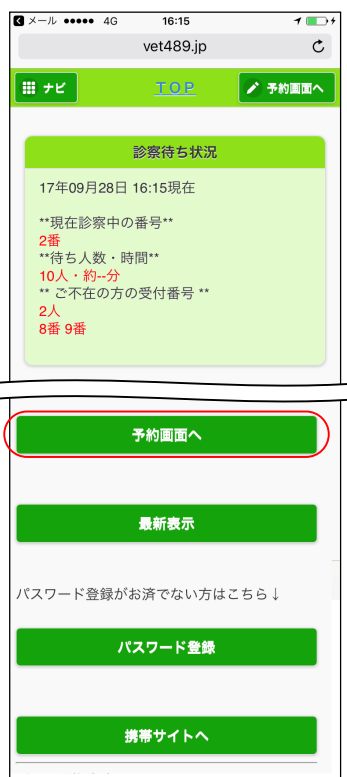 メール 4G 16:15
vet489.jp
ナビ TOP 予約画面へ
診察待ち状況
17年09月28日 16:15現在
**現在診察中の番号**
2番
**待ち人数・時間**
10人・約--分
** ご不在の方の受付番号 **
2人
8番 9番
予約画面へ
最新表示
パスワード登録がお済でない方はこちら↓
パスワード登録
携帯サイトへ